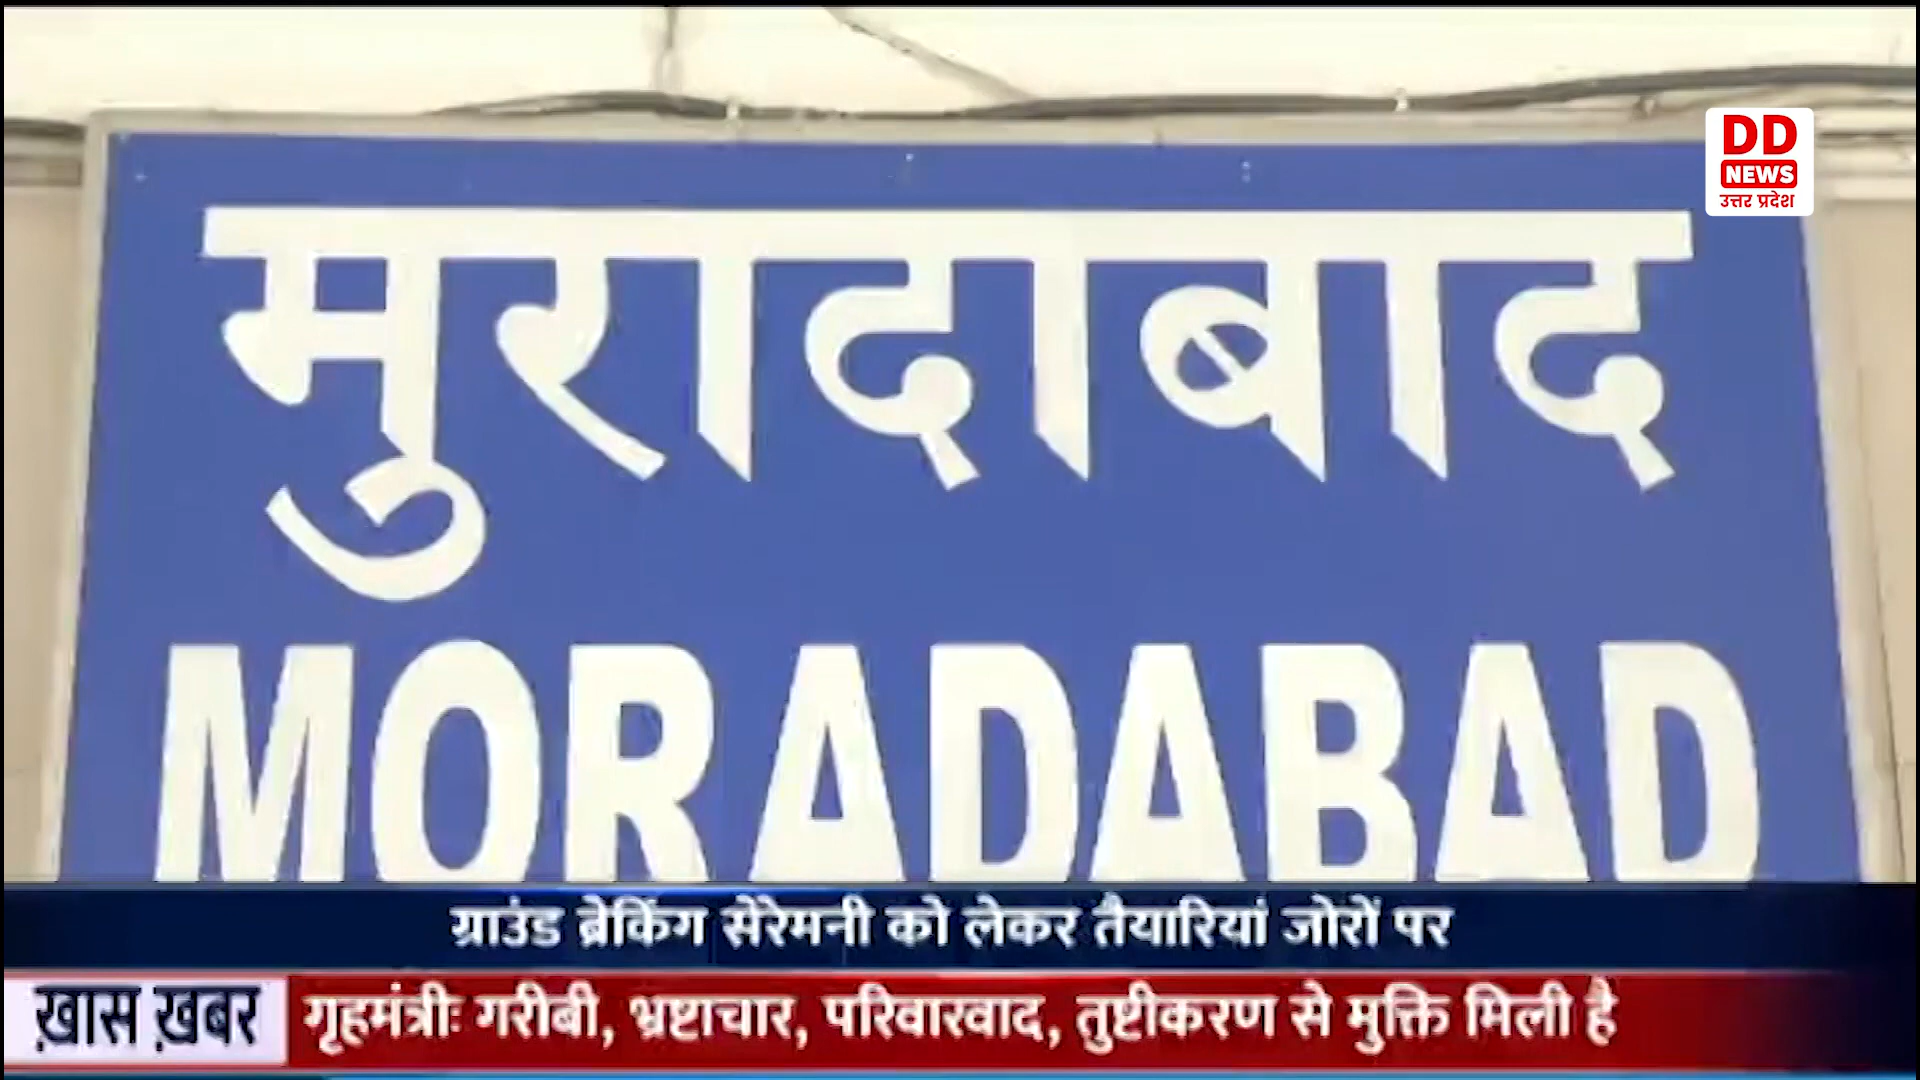 DD
NEWS
उत्तर प्रदेश
मुरादाबाद
MORADABAD
ग्राउंड ब्रेकिंग सेरेमनी को लेकर तैयारियां जोरों पर
ख़ास ख़बर
गृहमंत्रीः गरीबी, भ्रष्टाचार, परिवारवाद, तुष्टीकरण से मुक्ति मिली है